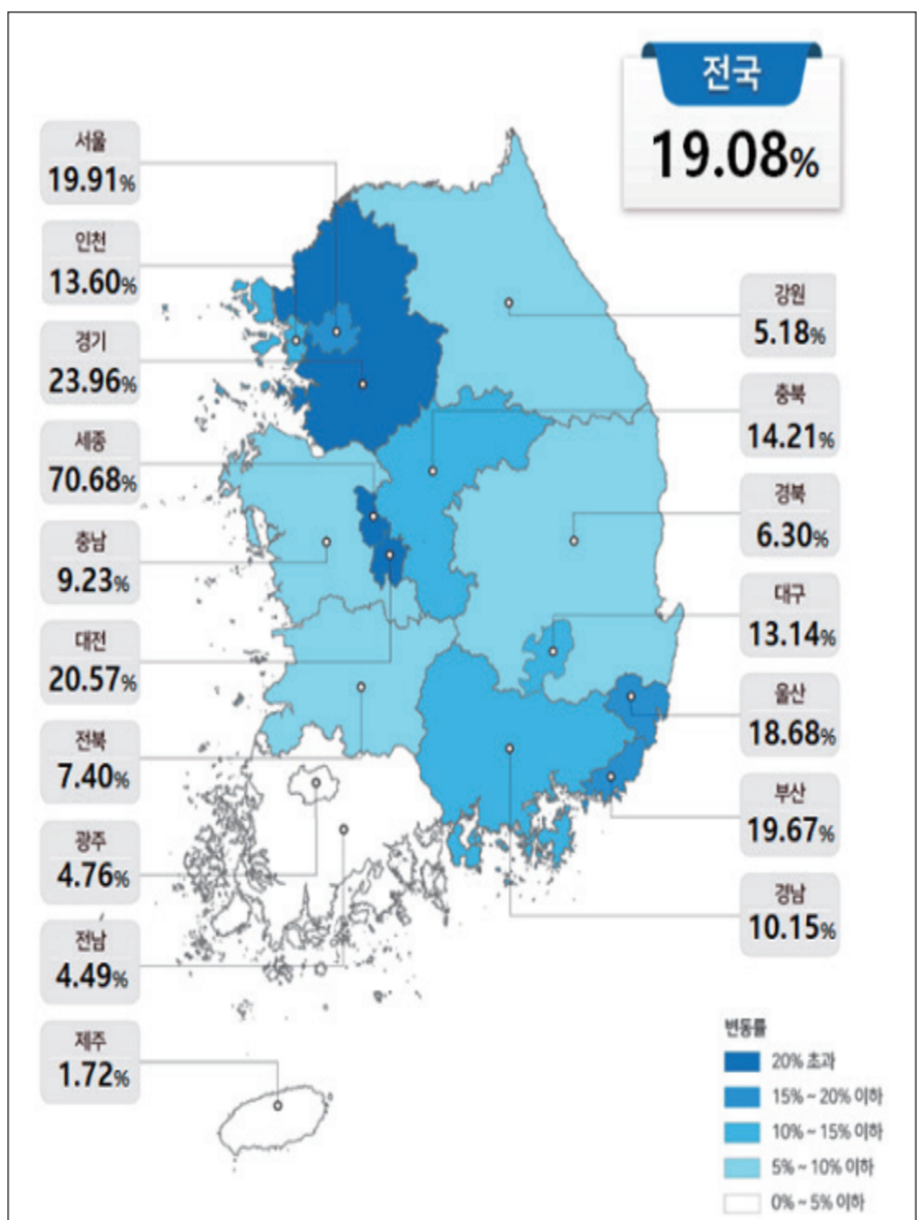 전국
19.08%
서울
19.91%
인천
13.60%
경기
23.96%
세종
70.68%
충남
9.23%
대전
20.57%
전북
7.40%
광주
4.76%
전남
4.49%
제주
1.72%
강원
5.18%
충북
14.21%
경북
6.30%
대구
13.14%
울산
18.68%
부산
19.67%
경남
10.15%
변동률
20% 초과
15% ~ 20% 이하
10% ~ 15% 이하
5% ~ 10% 이하
0% ~ 5% 이하